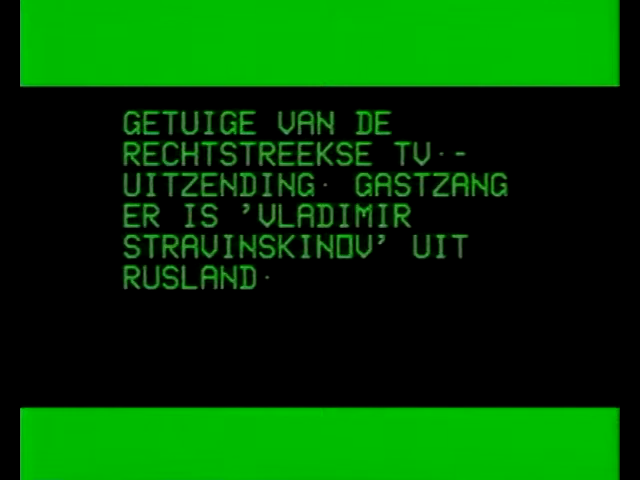 GETUIGE VAN DE
RECHTSTREEKSE TV.-
UITZENDING. GASTZANG
ER IS 'VLADIMIR
STRAVINSKINOV' UIT
RUSLAND.